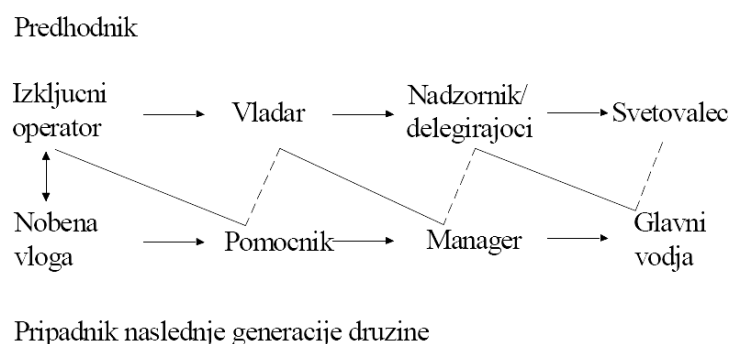 Predhodnik
Izkljucni
operator
Vladar
Nadzornik/
delegirajoci
Svetovalec
Nobena
vloga
Pomocnik
Manager
Glavni
vodja
Pripadnik naslednje generacije druzine